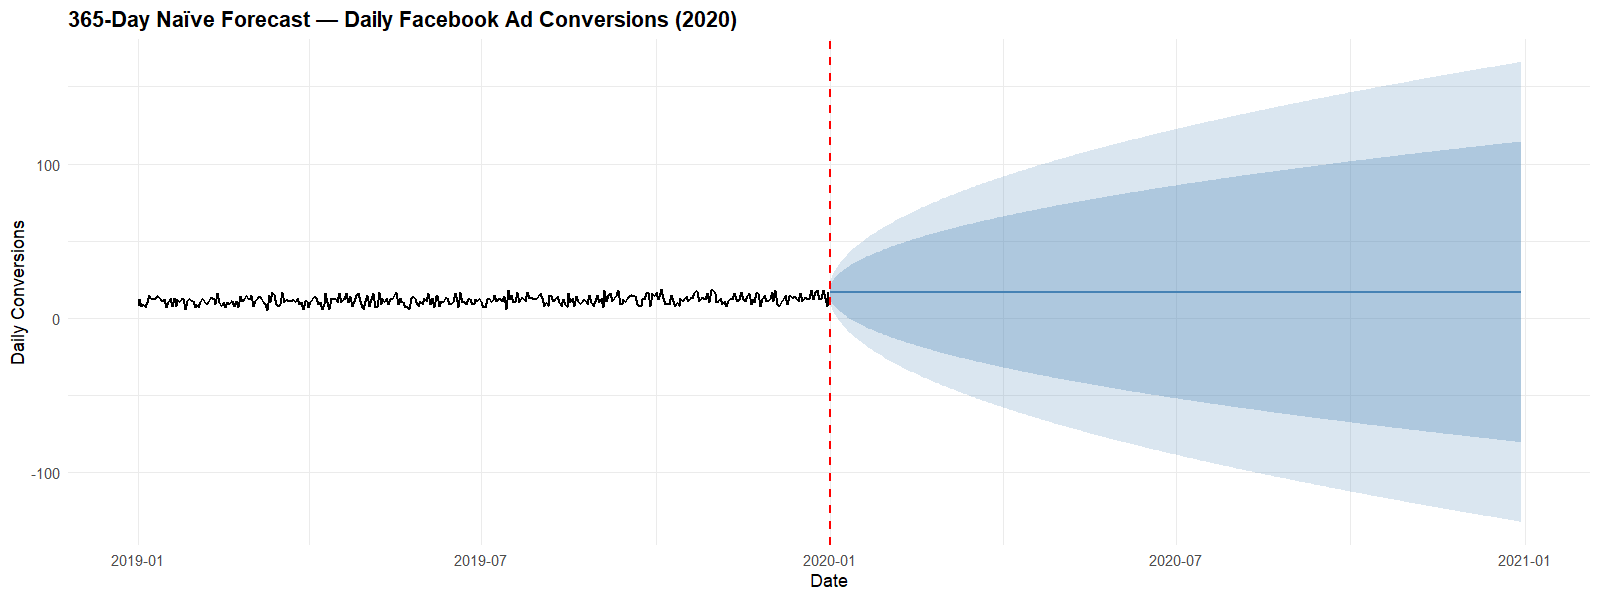 365-Day Naïve Forecast — Daily Facebook Ad Conversions (2020)
Daily Conversions
100
0
-100
2019-01 2019-07 2020-01 2020-07 2021-01
Date